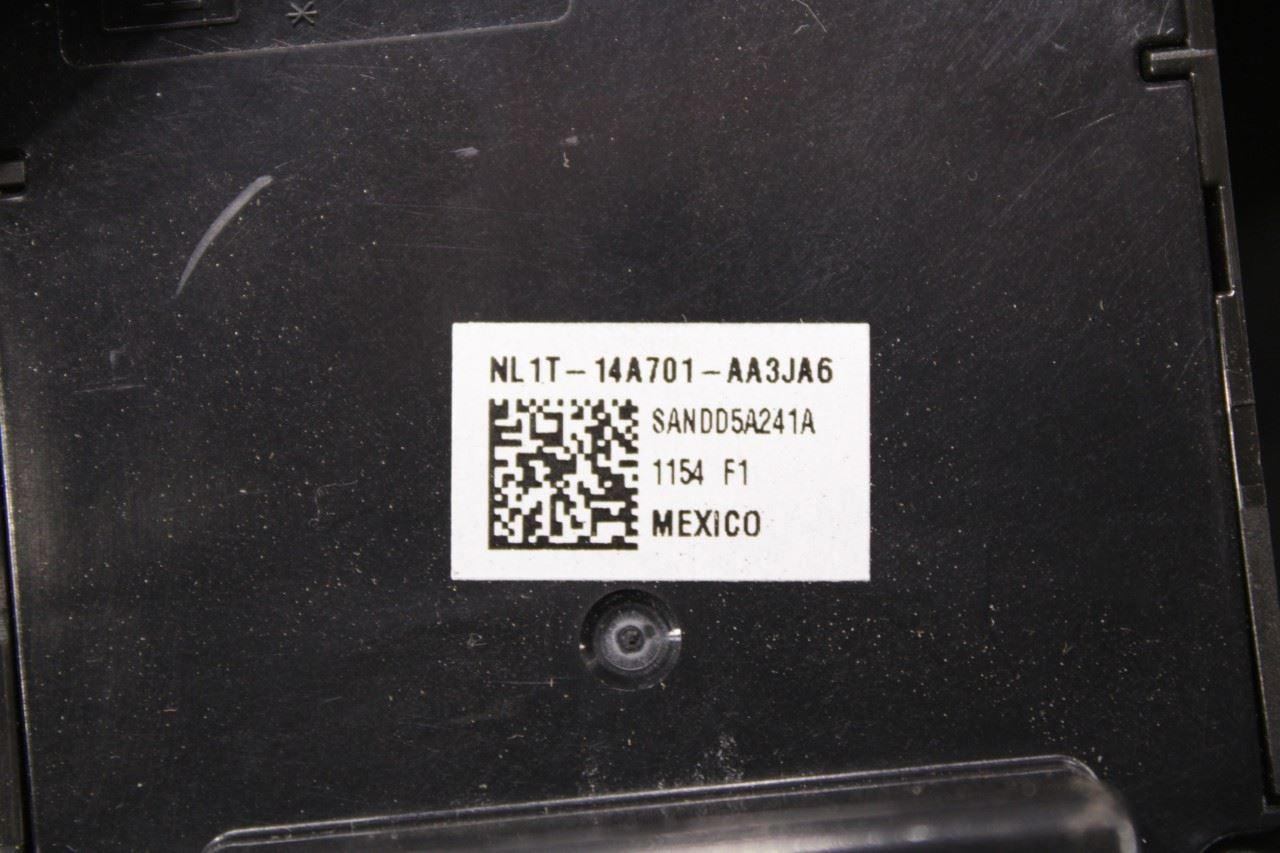 NL1T-14A701-AA3JA6
SANDD5A241A
1154 F1
MEXICO